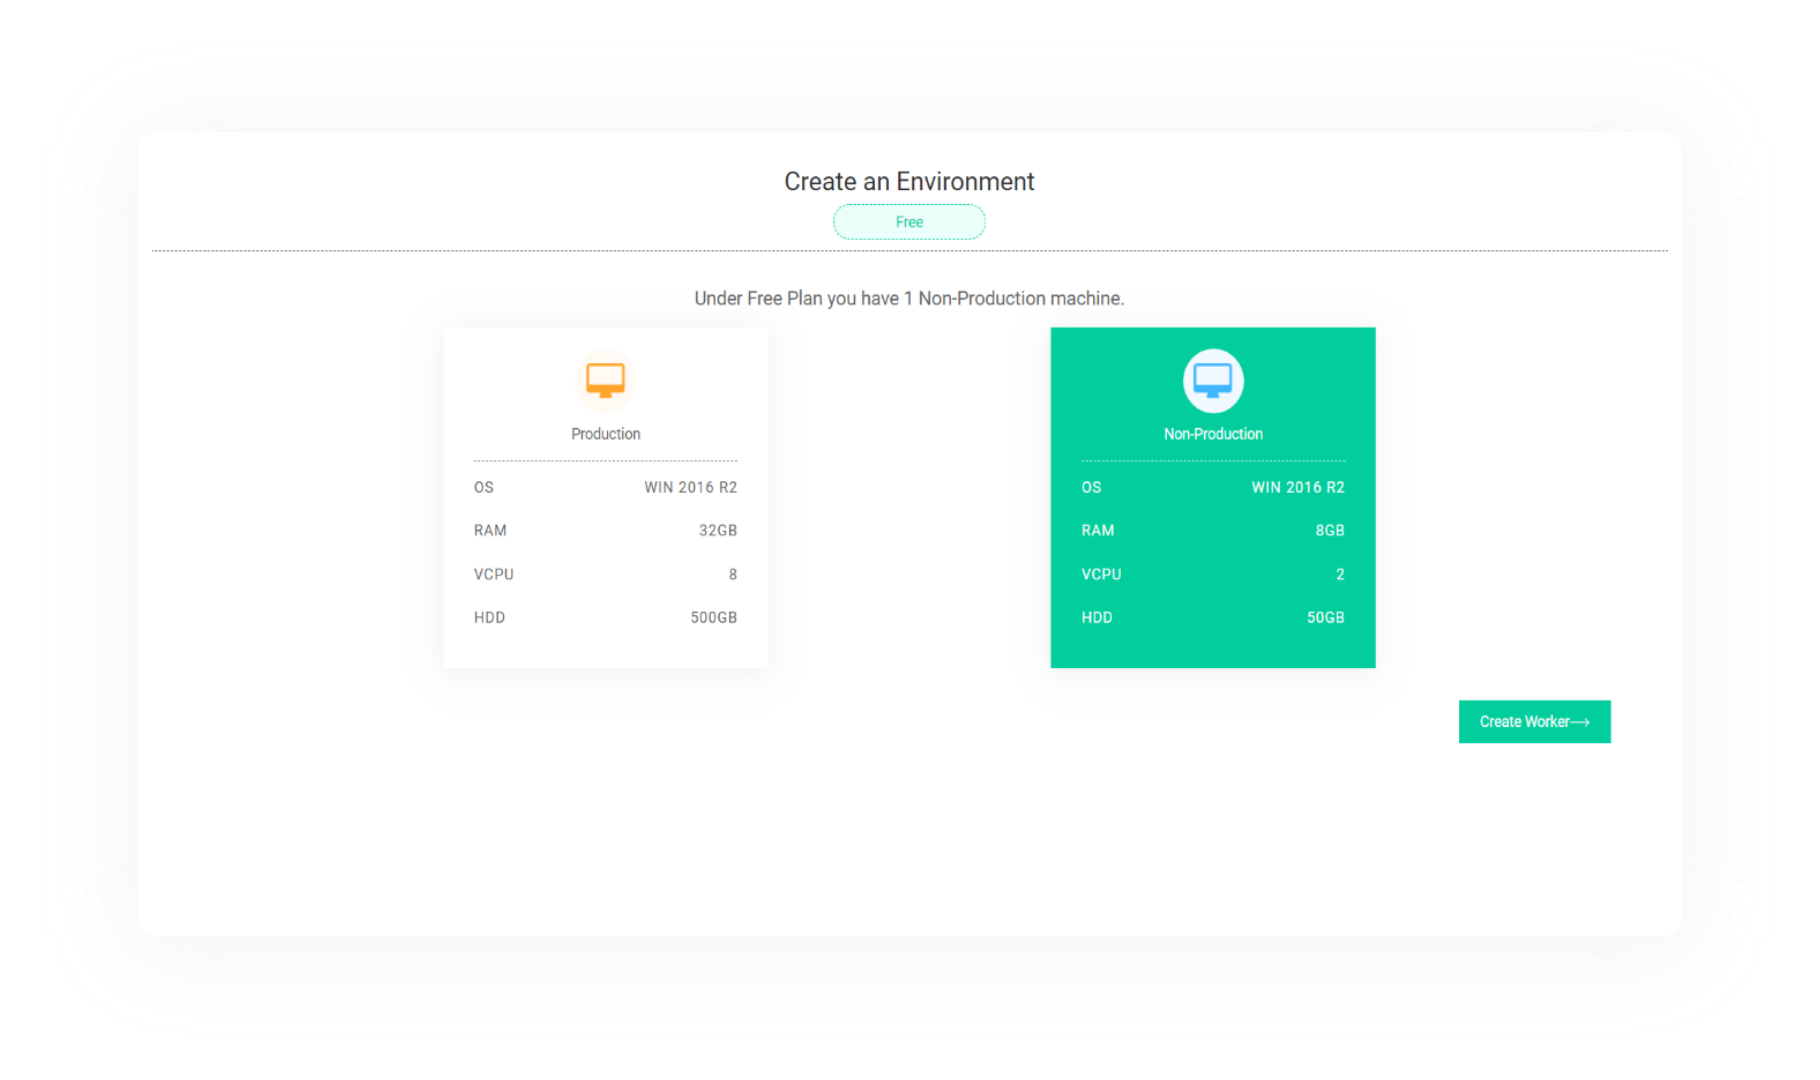 Create an Environment
Free
Under Free Plan you have 1 Non-Production machine.
Production
OS WIN 2016 R2
RAM 32GB
VCPU 8
HDD 500GB
Non-Production
OS WIN 2016 R2
RAM 8GB
VCPU 2
HDD 50GB
Create Worker→